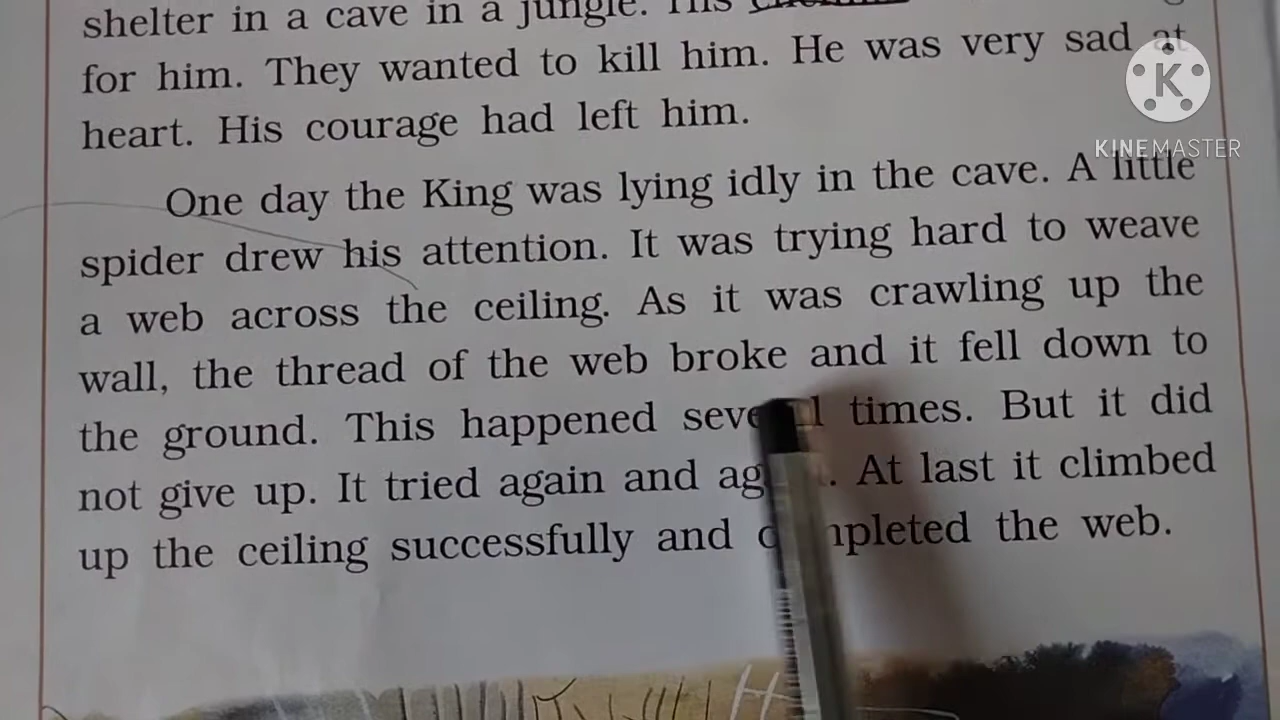 shelter in a cave in a jungle. His
for him. They wanted to kill him. He was very sad at
heart. His courage had left him.
One day the King was lying idly in the cave. A little
spider drew his attention. It was trying hard to weave
a web across the ceiling. As it was crawling up the
wall, the thread of the web broke and it fell down to
the ground. This happened several times. But it did
not give up. It tried again and again. At last it climbed
up the ceiling successfully and completed the web.
K
KINEMASTER